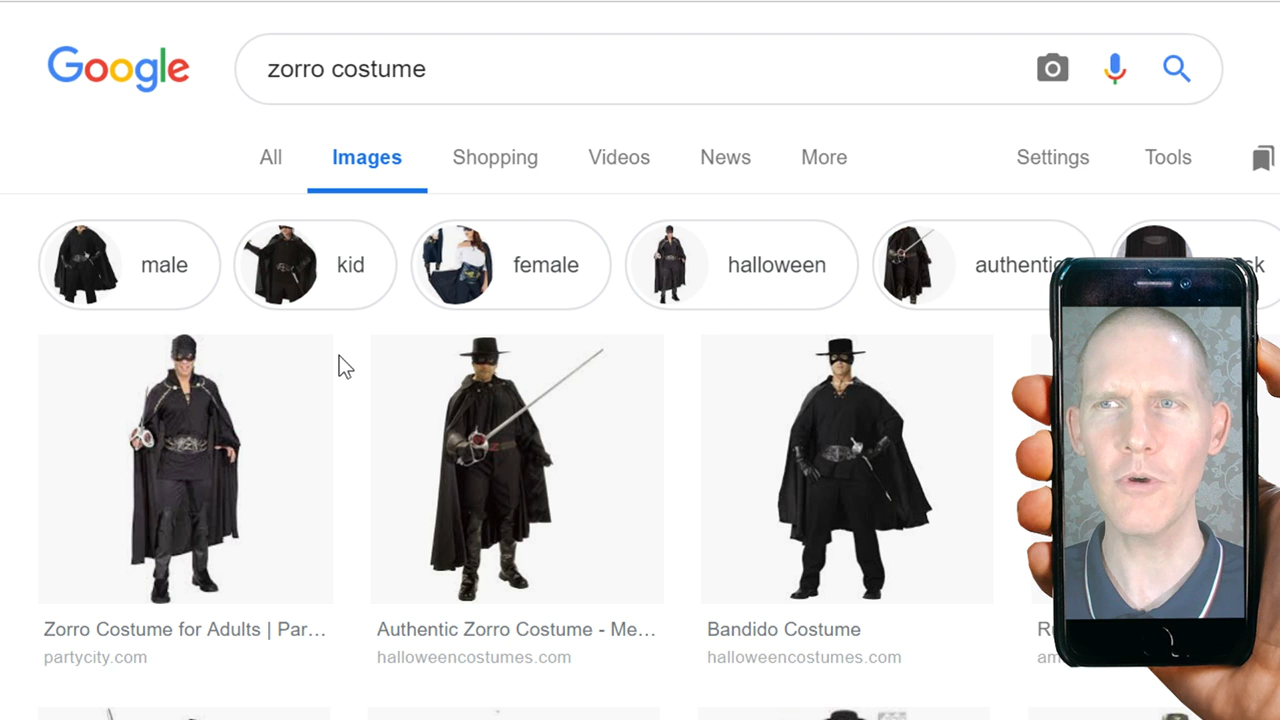 Google
zorro costume
All Images Shopping Videos News More Settings Tools
male kid female halloween authentic
Zorro Costume for Adults | Par...
partycity.com
Authentic Zorro Costume - Me...
halloweencostumes.com
Bandido Costume
halloweencostumes.com